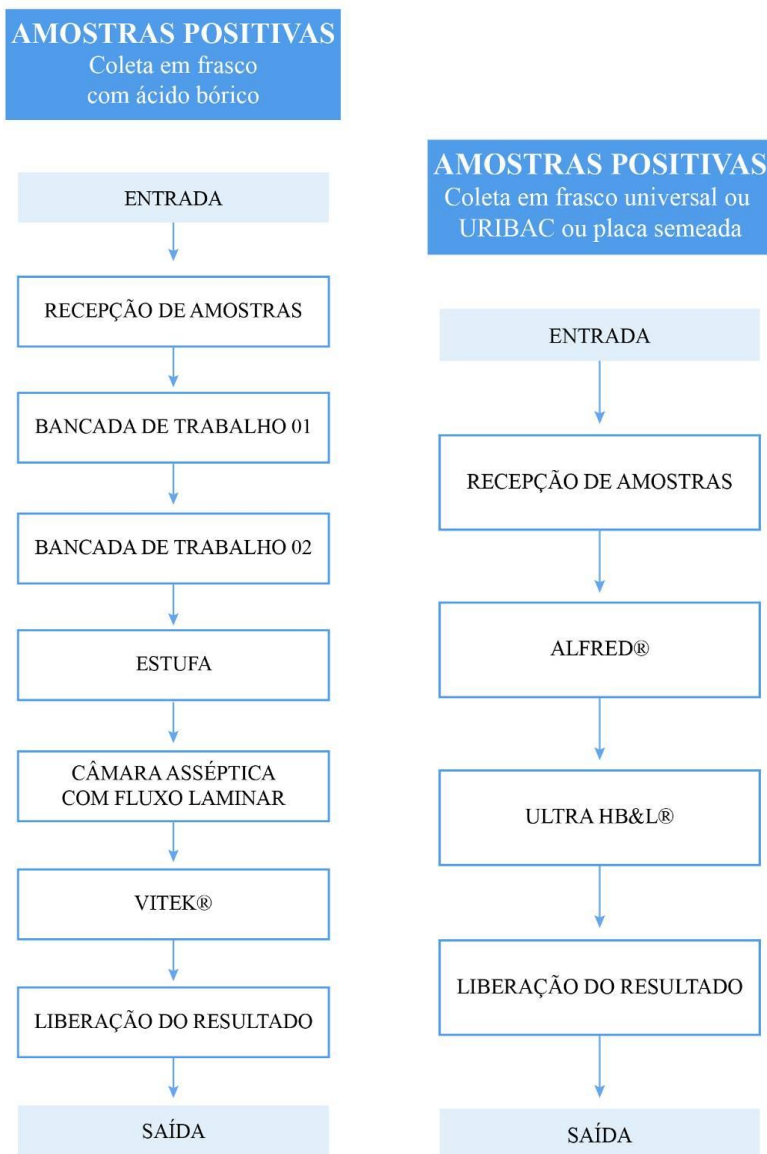 AMOSTRAS POSITIVAS
Coleta em frasco
com ácido bórico
ENTRADA
RECEPÇÃO DE AMOSTRAS
BANCADA DE TRABALHO 01
BANCADA DE TRABALHO 02
ESTUFA
CÂMARA ASSÉPTICA
COM FLUXO LAMINAR
VITEK®
LIBERAÇÃO DO RESULTADO
SAÍDA
AMOSTRAS POSITIVAS
Coleta em frasco universal ou
URIBAC ou placa semeada
ENTRADA
RECEPÇÃO DE AMOSTRAS
ALFRED®
ULTRA HB&L®
LIBERAÇÃO DO RESULTADO
SAÍDA